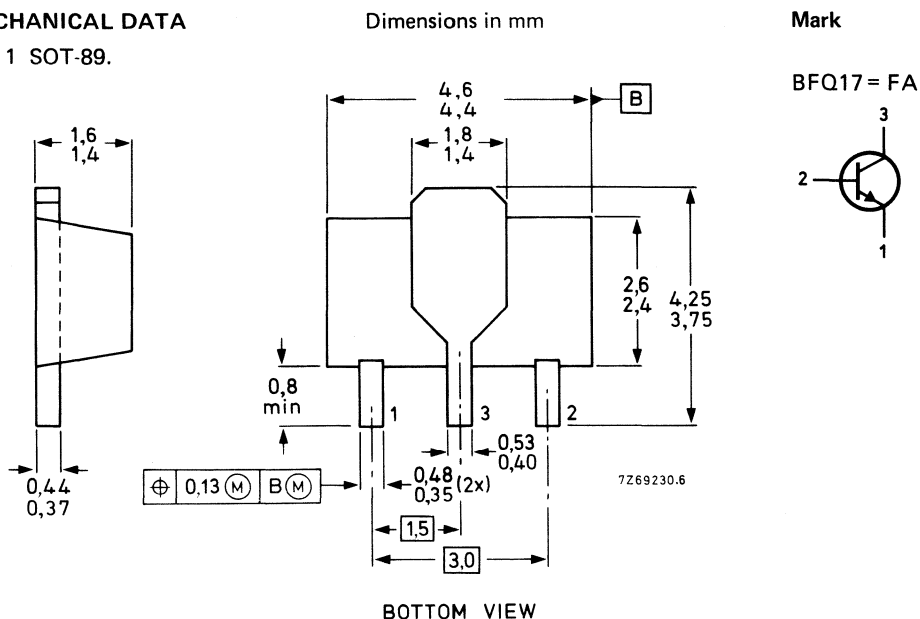 CHANICAL DATA
Dimensions in mm
Mark
1 SOT-89.
BFQ17 = FA
4,6
4,4
B
1,6
1,4
1,8
1,4
3
2
1
2,6
2,4
4,25
3,75
0,8
min
1
3
2
0,53
0,40
0,44
0,37
0,13 M B M
0,48
0,35 (2x)
7Z69230.6
1,5
3,0
BOTTOM VIEW